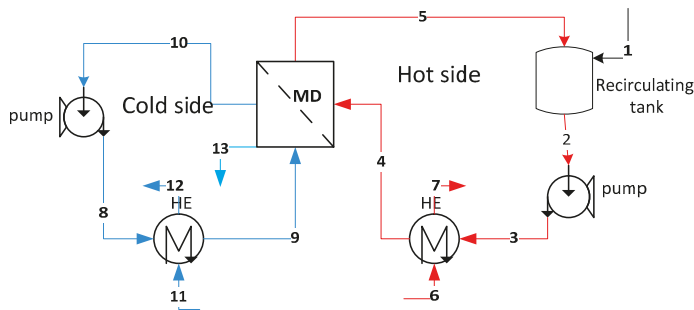 5
10
1
Hot side
MD
Recirculating
tank
Cold side
pump
2
13
4
12
7
pump
HE
HE
8
9
3
11
6